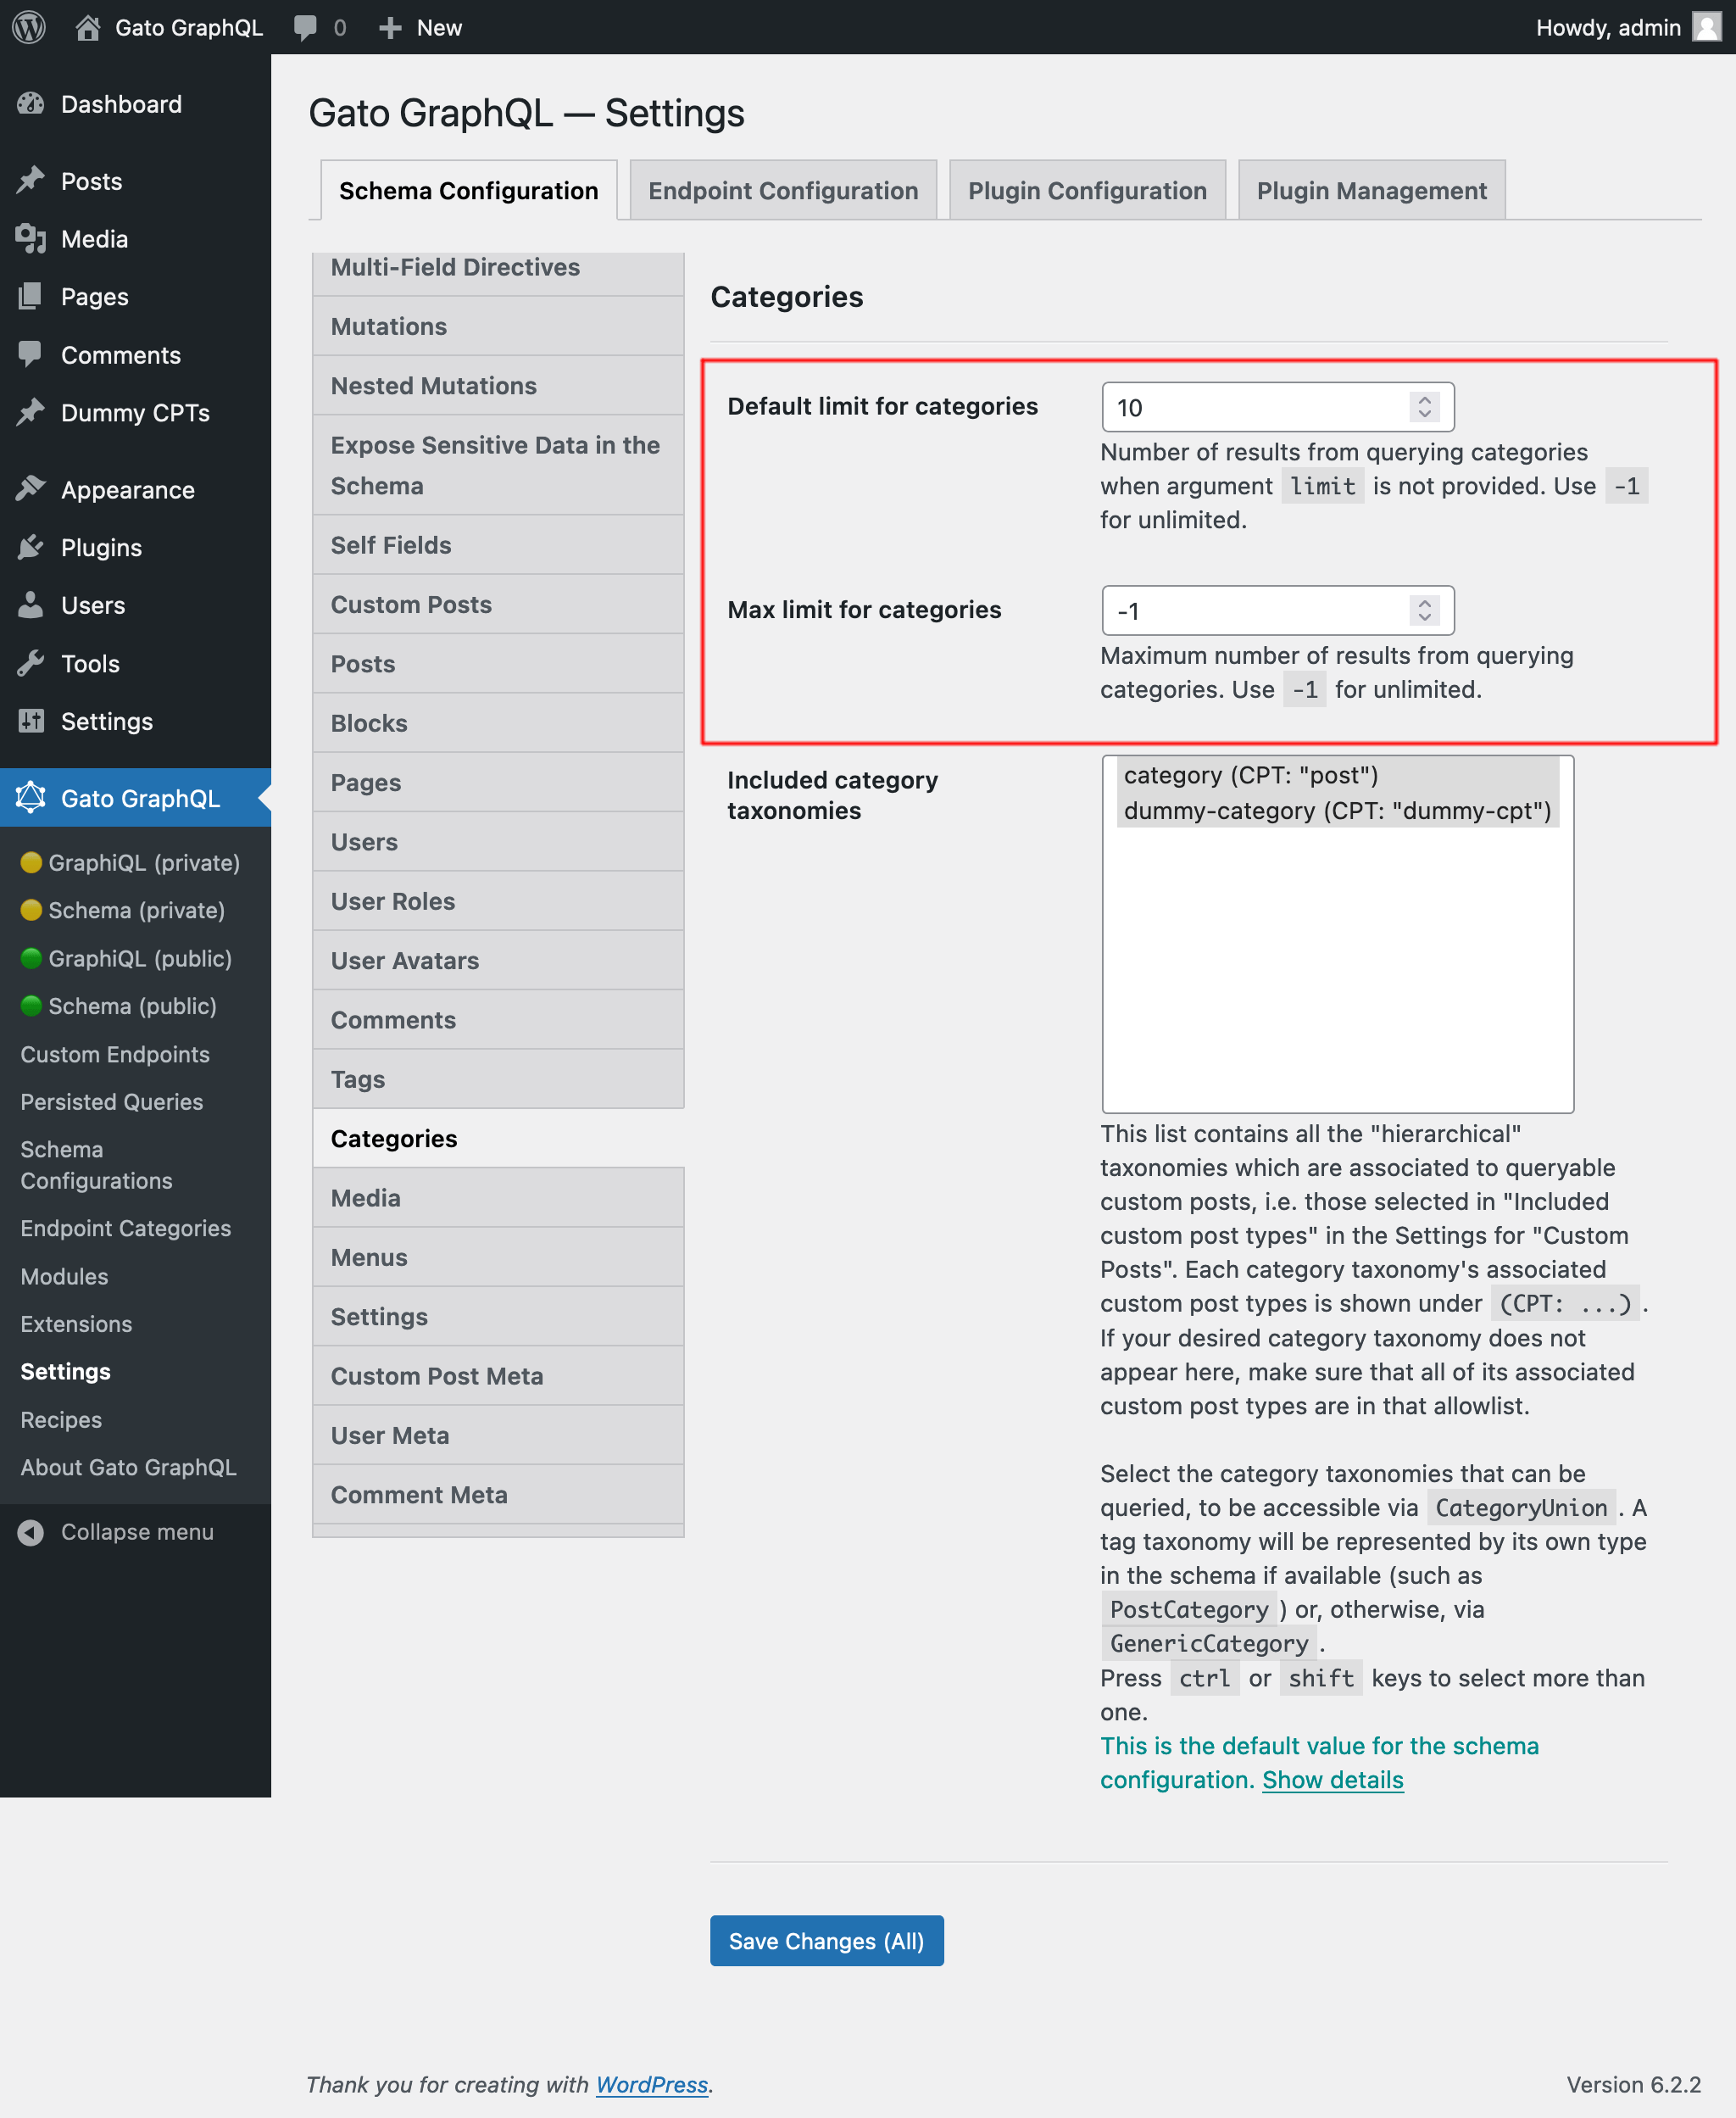 Gato GraphQL
0
New
Howdy, admin
Dashboard
Posts
Media
Pages
Comments
Dummy CPTs
Appearance
Plugins
Users
Tools
Settings
Gato GraphQL
GraphiQL (private)
Schema (private)
GraphiQL (public)
Schema (public)
Custom Endpoints
Persisted Queries
Schema
Configurations
Endpoint Categories
Modules
Extensions
Settings
Recipes
About Gato GraphQL
Collapse menu
Gato GraphQL — Settings
Schema Configuration
Endpoint Configuration
Plugin Configuration
Plugin Management
Multi-Field Directives
Mutations
Nested Mutations
Expose Sensitive Data in the
Schema
Self Fields
Custom Posts
Posts
Blocks
Pages
Users
User Roles
User Avatars
Comments
Tags
Categories
Media
Menus
Settings
Custom Post Meta
User Meta
Comment Meta
Categories
Default limit for categories
10
Number of results from querying categories
when argument limit is not provided. Use -1
for unlimited.
Max limit for categories
-1
Maximum number of results from querying
categories. Use -1 for unlimited.
Included category
taxonomies
category (CPT: "post")
dummy-category (CPT: "dummy-cpt")
This list contains all the "hierarchical"
taxonomies which are associated to queryable
custom posts, i.e. those selected in "Included
custom post types" in the Settings for "Custom
Posts". Each category taxonomy's associated
custom post types is shown under (CPT: ...) .
If your desired category taxonomy does not
appear here, make sure that all of its associated
custom post types are in that allowlist.
Select the category taxonomies that can be
queried, to be accessible via CategoryUnion . A
tag taxonomy will be represented by its own type
in the schema if available (such as
PostCategory ) or, otherwise, via
GenericCategory .
Press ctrl or shift keys to select more than
one.
This is the default value for the schema
configuration. Show details
Save Changes (All)
Thank you for creating with WordPress.
Version 6.2.2